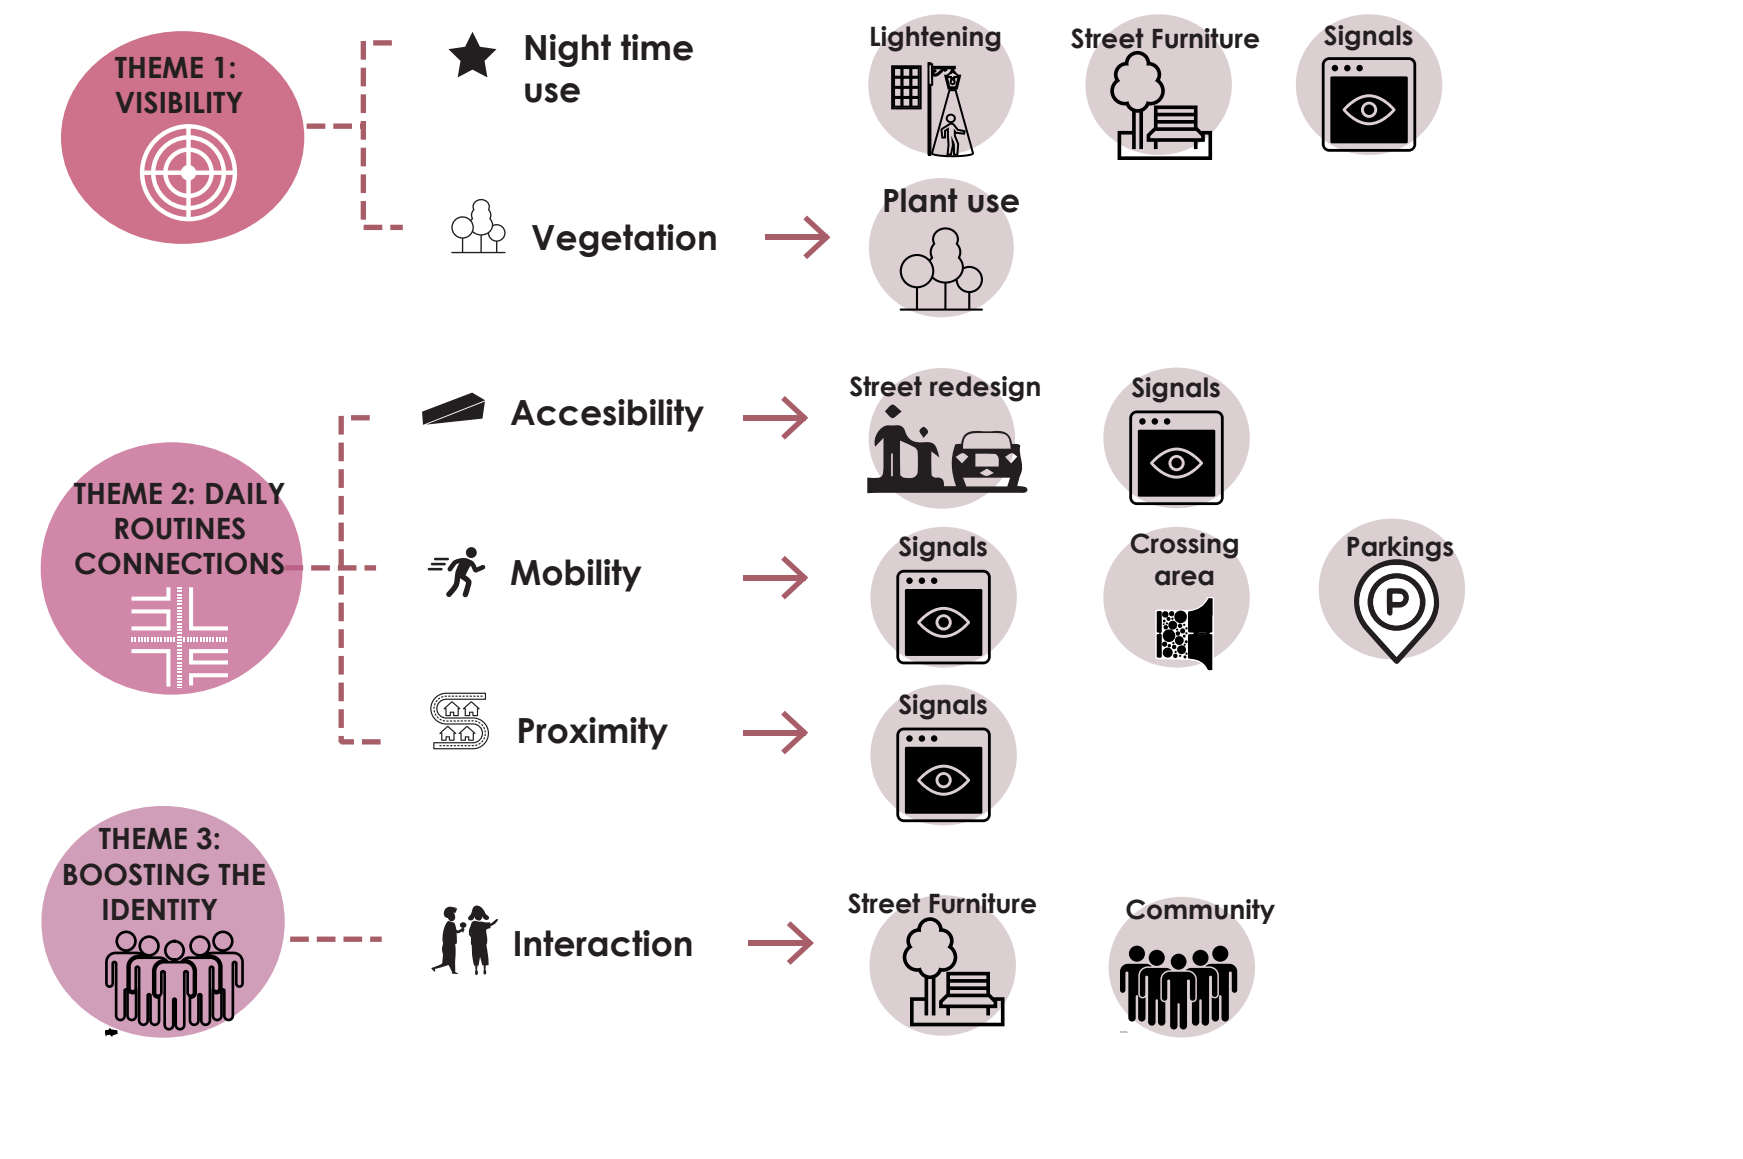 THEME 1:
VISIBILITY
Night time
use
Lightening
Street Furniture
Signals
Vegetation
Plant use
THEME 2: DAILY
ROUTINES
CONNECTIONS
Accesibility
Street redesign
Signals
Mobility
Signals
Crossing
area
Parkings
P
Proximity
Signals
THEME 3:
BOOSTING THE
IDENTITY
Interaction
Street Furniture
Community